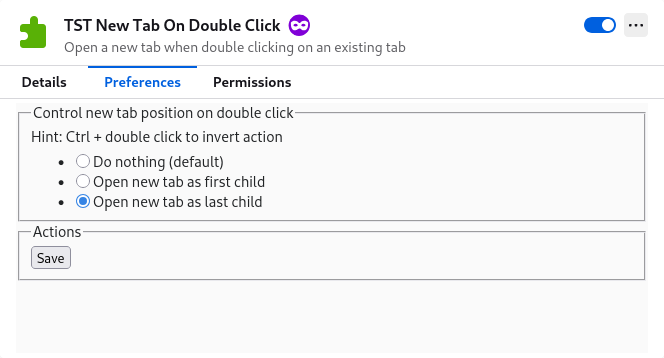 TST New Tab On Double Click
Open a new tab when double clicking on an existing tab
Details Preferences Permissions
Control new tab position on double click
Hint: Ctrl + double click to invert action
Do nothing (default)
Open new tab as first child
Open new tab as last child
Actions
Save